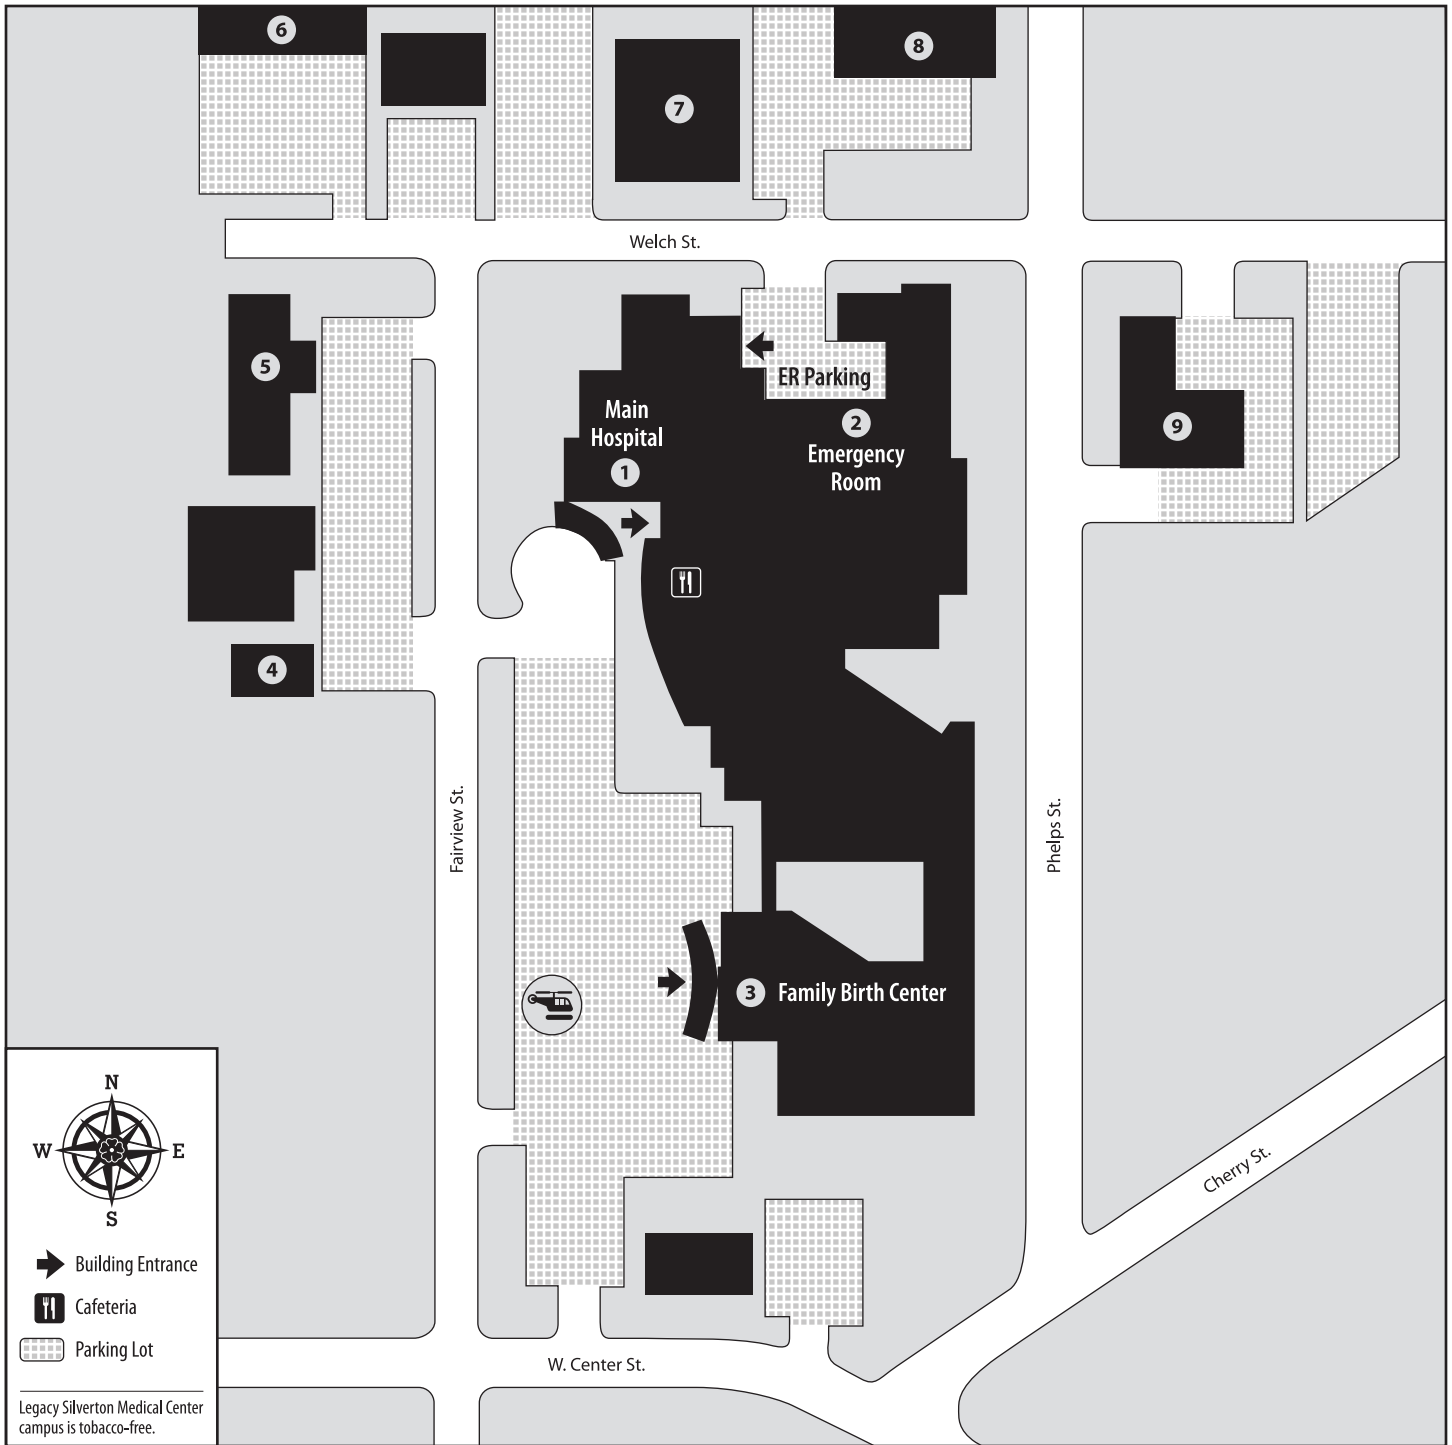 6
8
7
Welch St.
5
ER Parking
Main
Hospital
1
2
Emergency
Room
9
4
Fairview St.
Phelps St.
3 Family Birth Center
N
W E
S
Cherry St.
Building Entrance
Cafeteria
Parking Lot
W. Center St.
Legacy Silverton Medical Center
campus is tobacco-free.